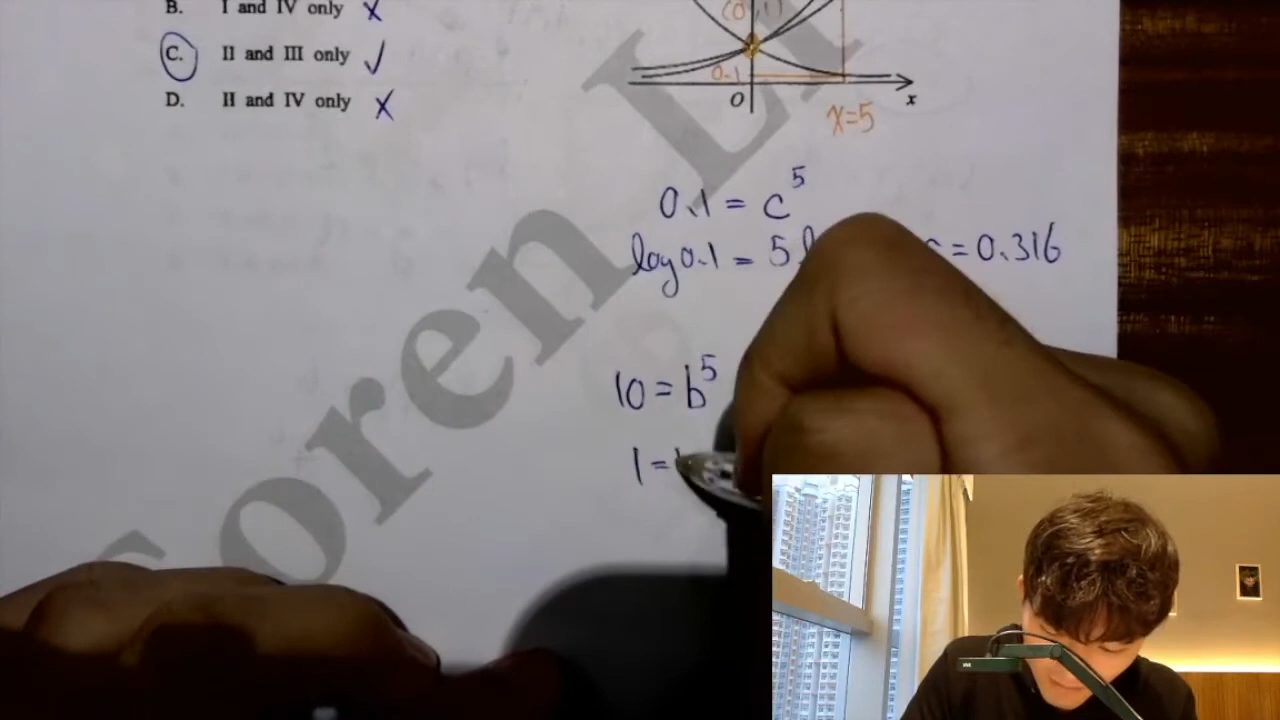 B. I and IV only ✗
C. II and III only ✓
D. II and IV only ✗
(0, 1)
0.1
O
x
x=5
0.1 = c^5
log 0.1 = 5
= 0.316
10 = b^5
1 =
Soren